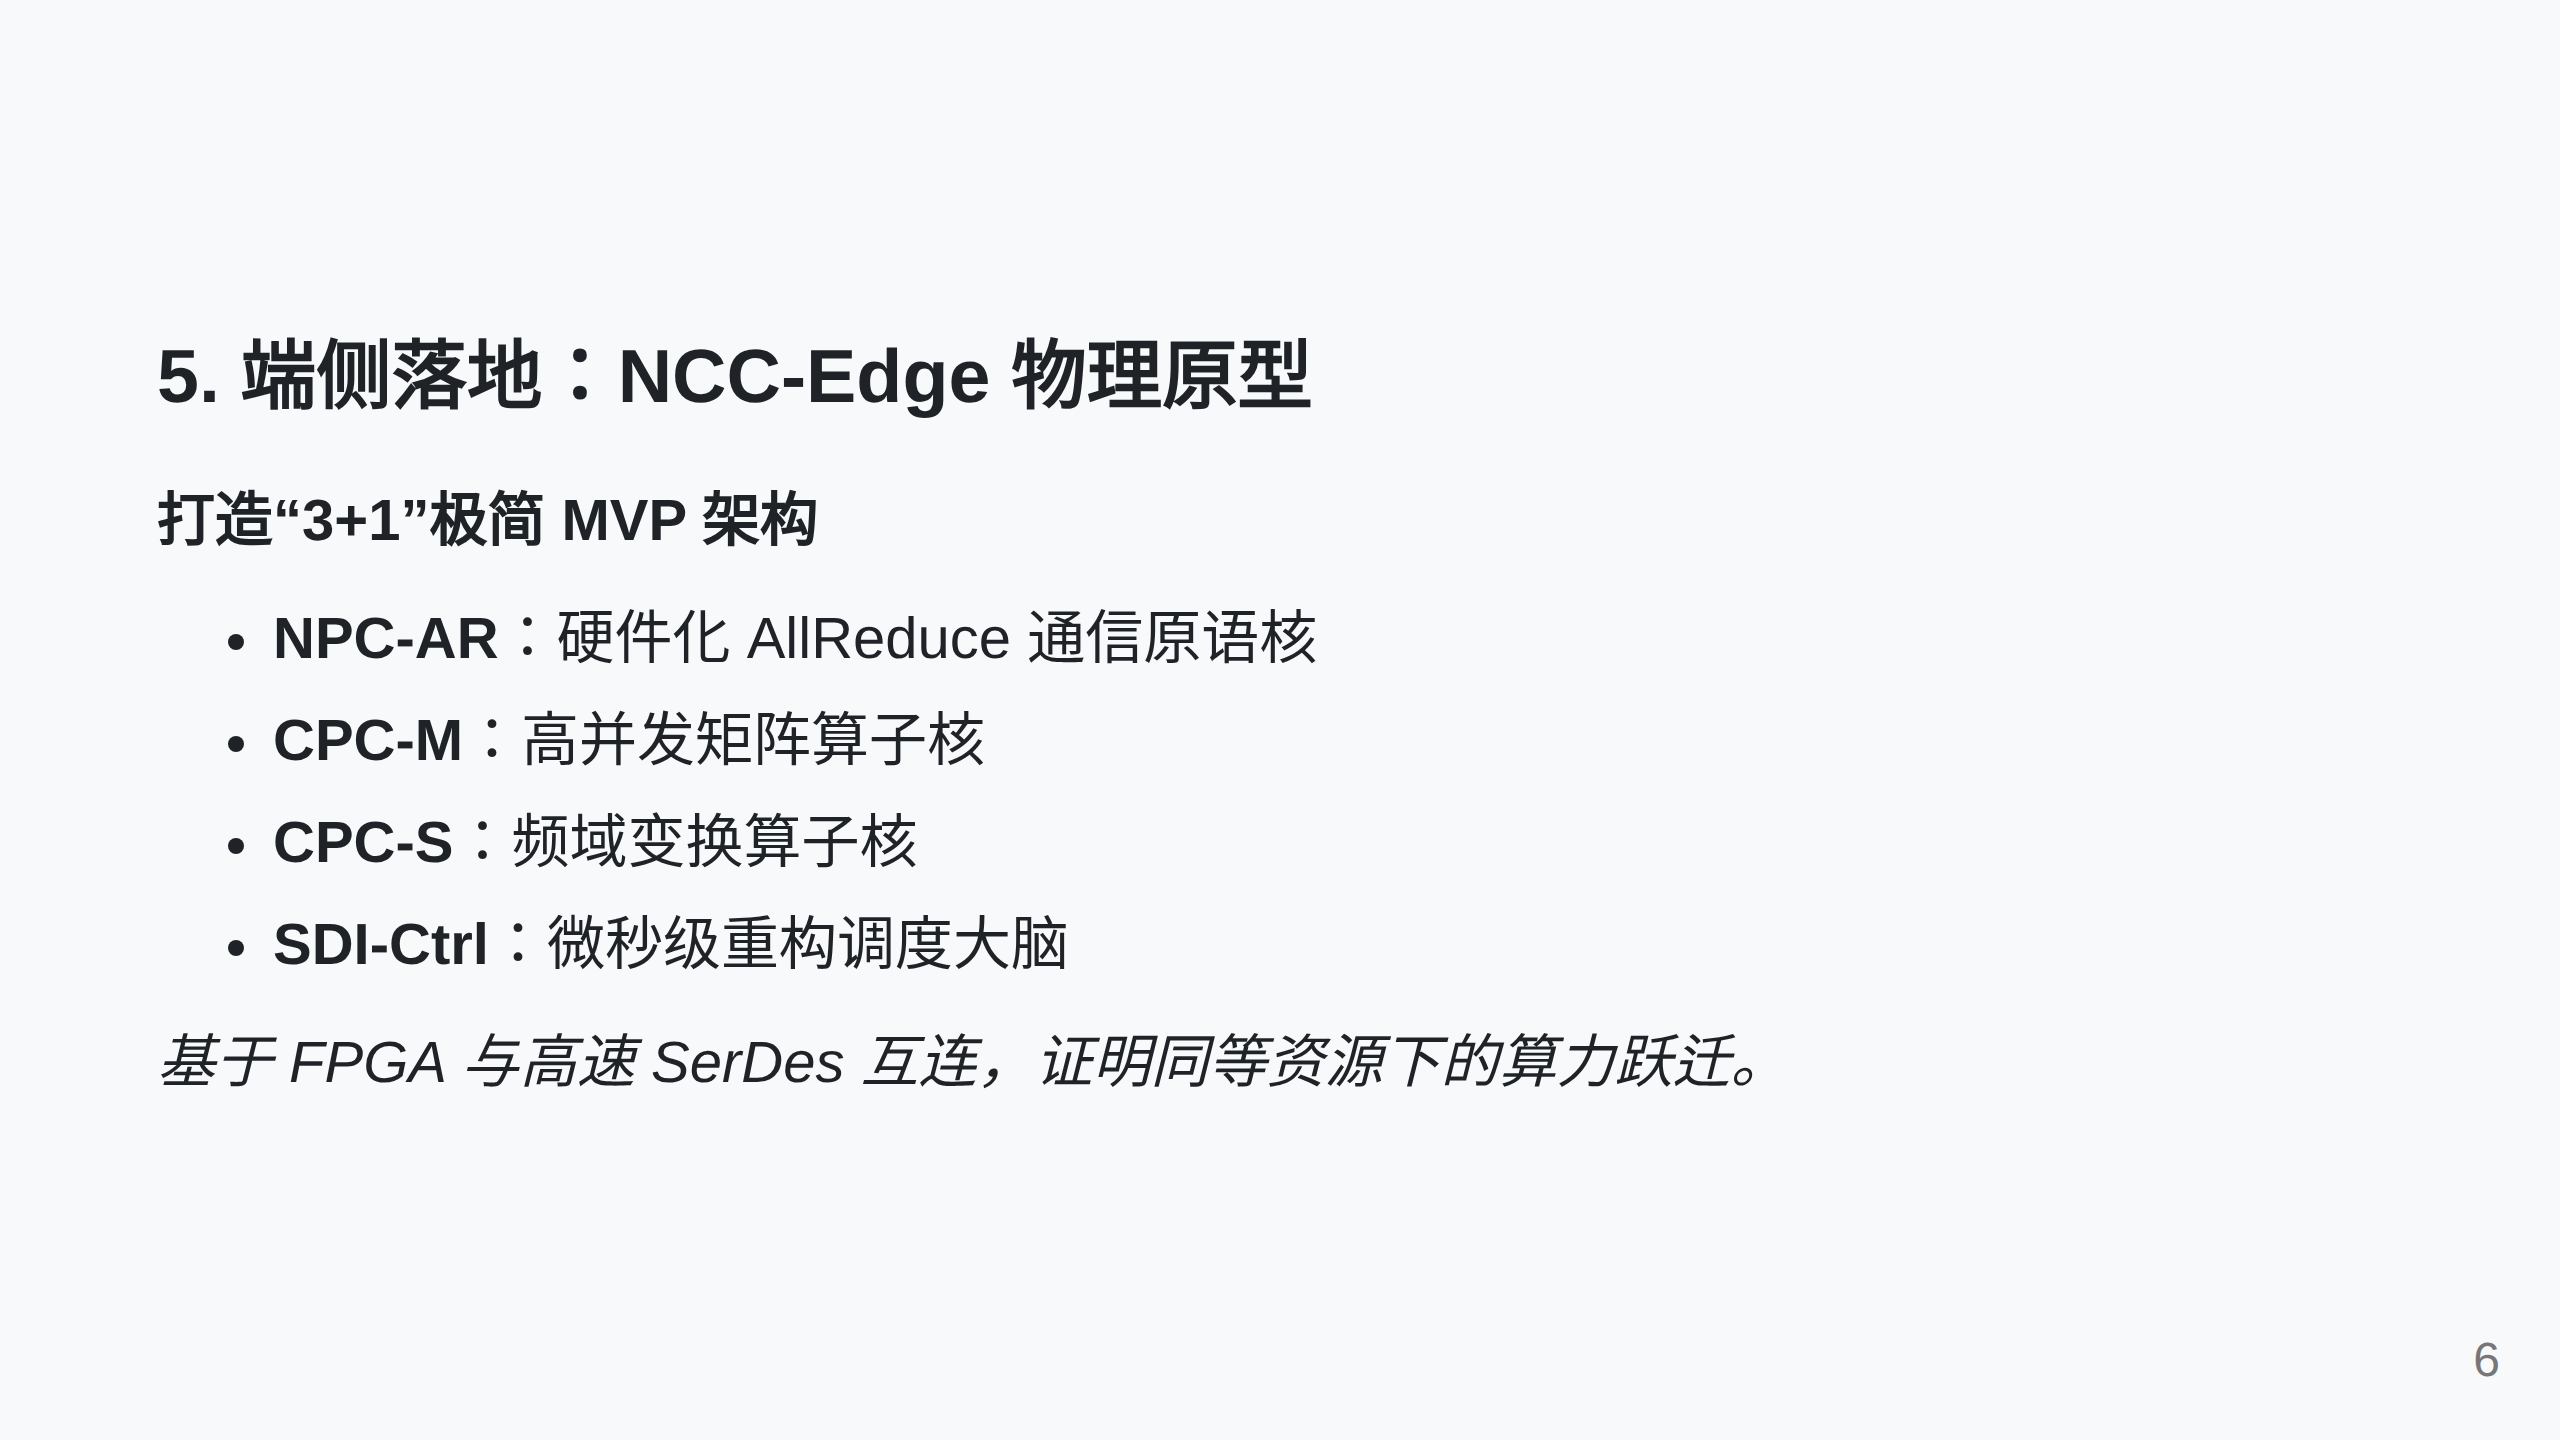 5. 端侧落地：NCC-Edge 物理原型
打造“3+1”极简 MVP 架构
• NPC-AR：硬件化 AllReduce 通信原语核
• CPC-M：高并发矩阵算子核
• CPC-S：频域变换算子核
• SDI-Ctrl：微秒级重构调度大脑
基于 FPGA 与高速 SerDes 互连，证明同等资源下的算力跃迁。
6